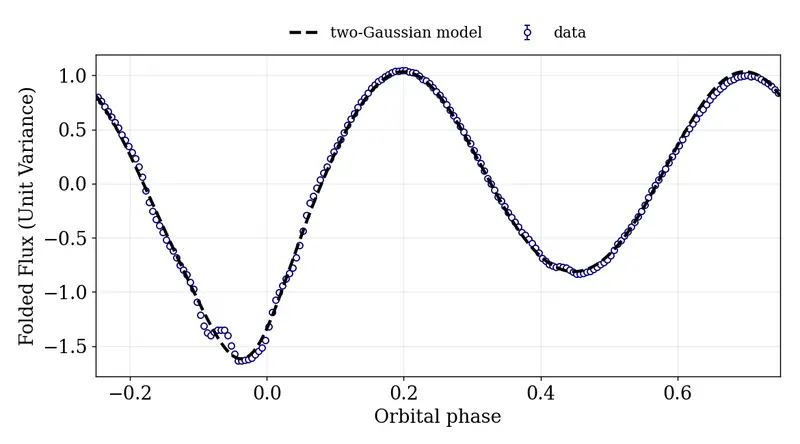 two-Gaussian model data
1.0
0.5
0.0
−0.5
−1.0
−1.5
Folded Flux (Unit Variance)
−0.2 0.0 0.2 0.4 0.6
Orbital phase